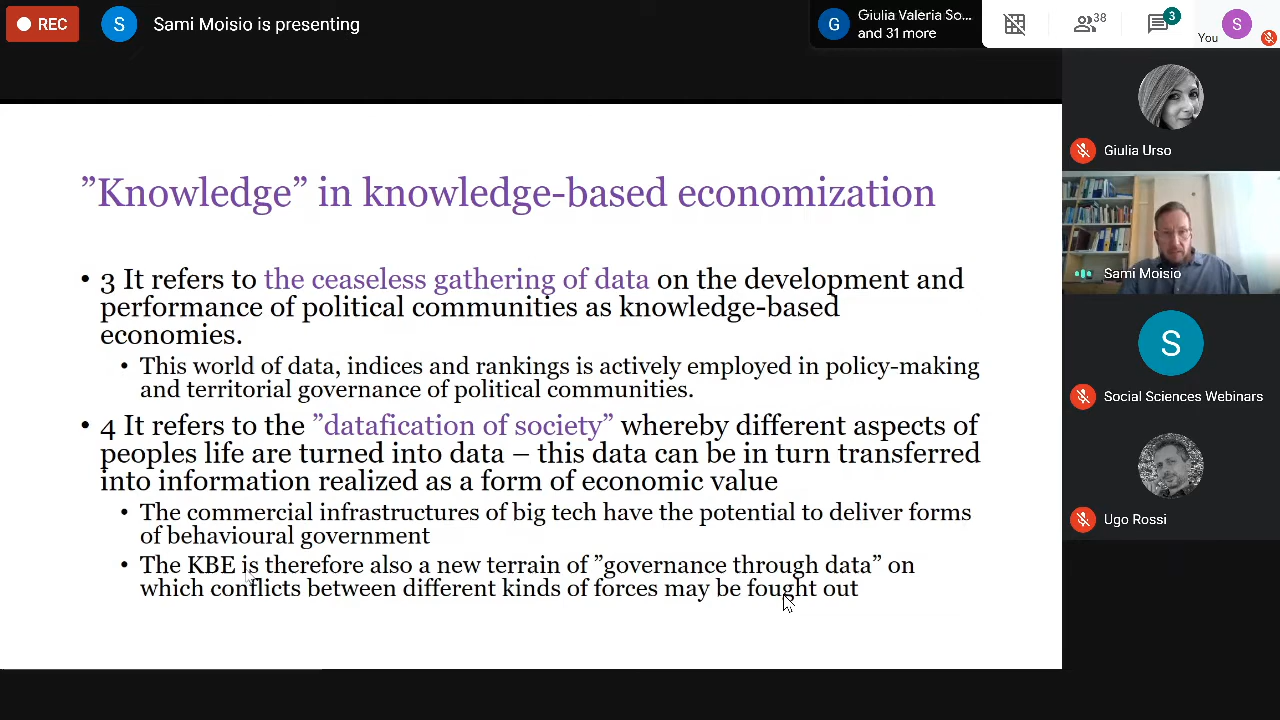 REC
S
Sami Moisio is presenting
G
Giulia Valeria So...
and 31 more
38
3
You
S
Giulia Urso
”Knowledge” in knowledge-based economization
• 3 It refers to the ceaseless gathering of data on the development and
performance of political communities as knowledge-based
economies.
• This world of data, indices and rankings is actively employed in policy-making
and territorial governance of political communities.
• 4 It refers to the ”datafication of society” whereby different aspects of
peoples life are turned into data – this data can be in turn transferred
into information realized as a form of economic value
• The commercial infrastructures of big tech have the potential to deliver forms
of behavioural government
• The KBE is therefore also a new terrain of ”governance through data” on
which conflicts between different kinds of forces may be fought out
Sami Moisio
S
Social Sciences Webinars
Ugo Rossi